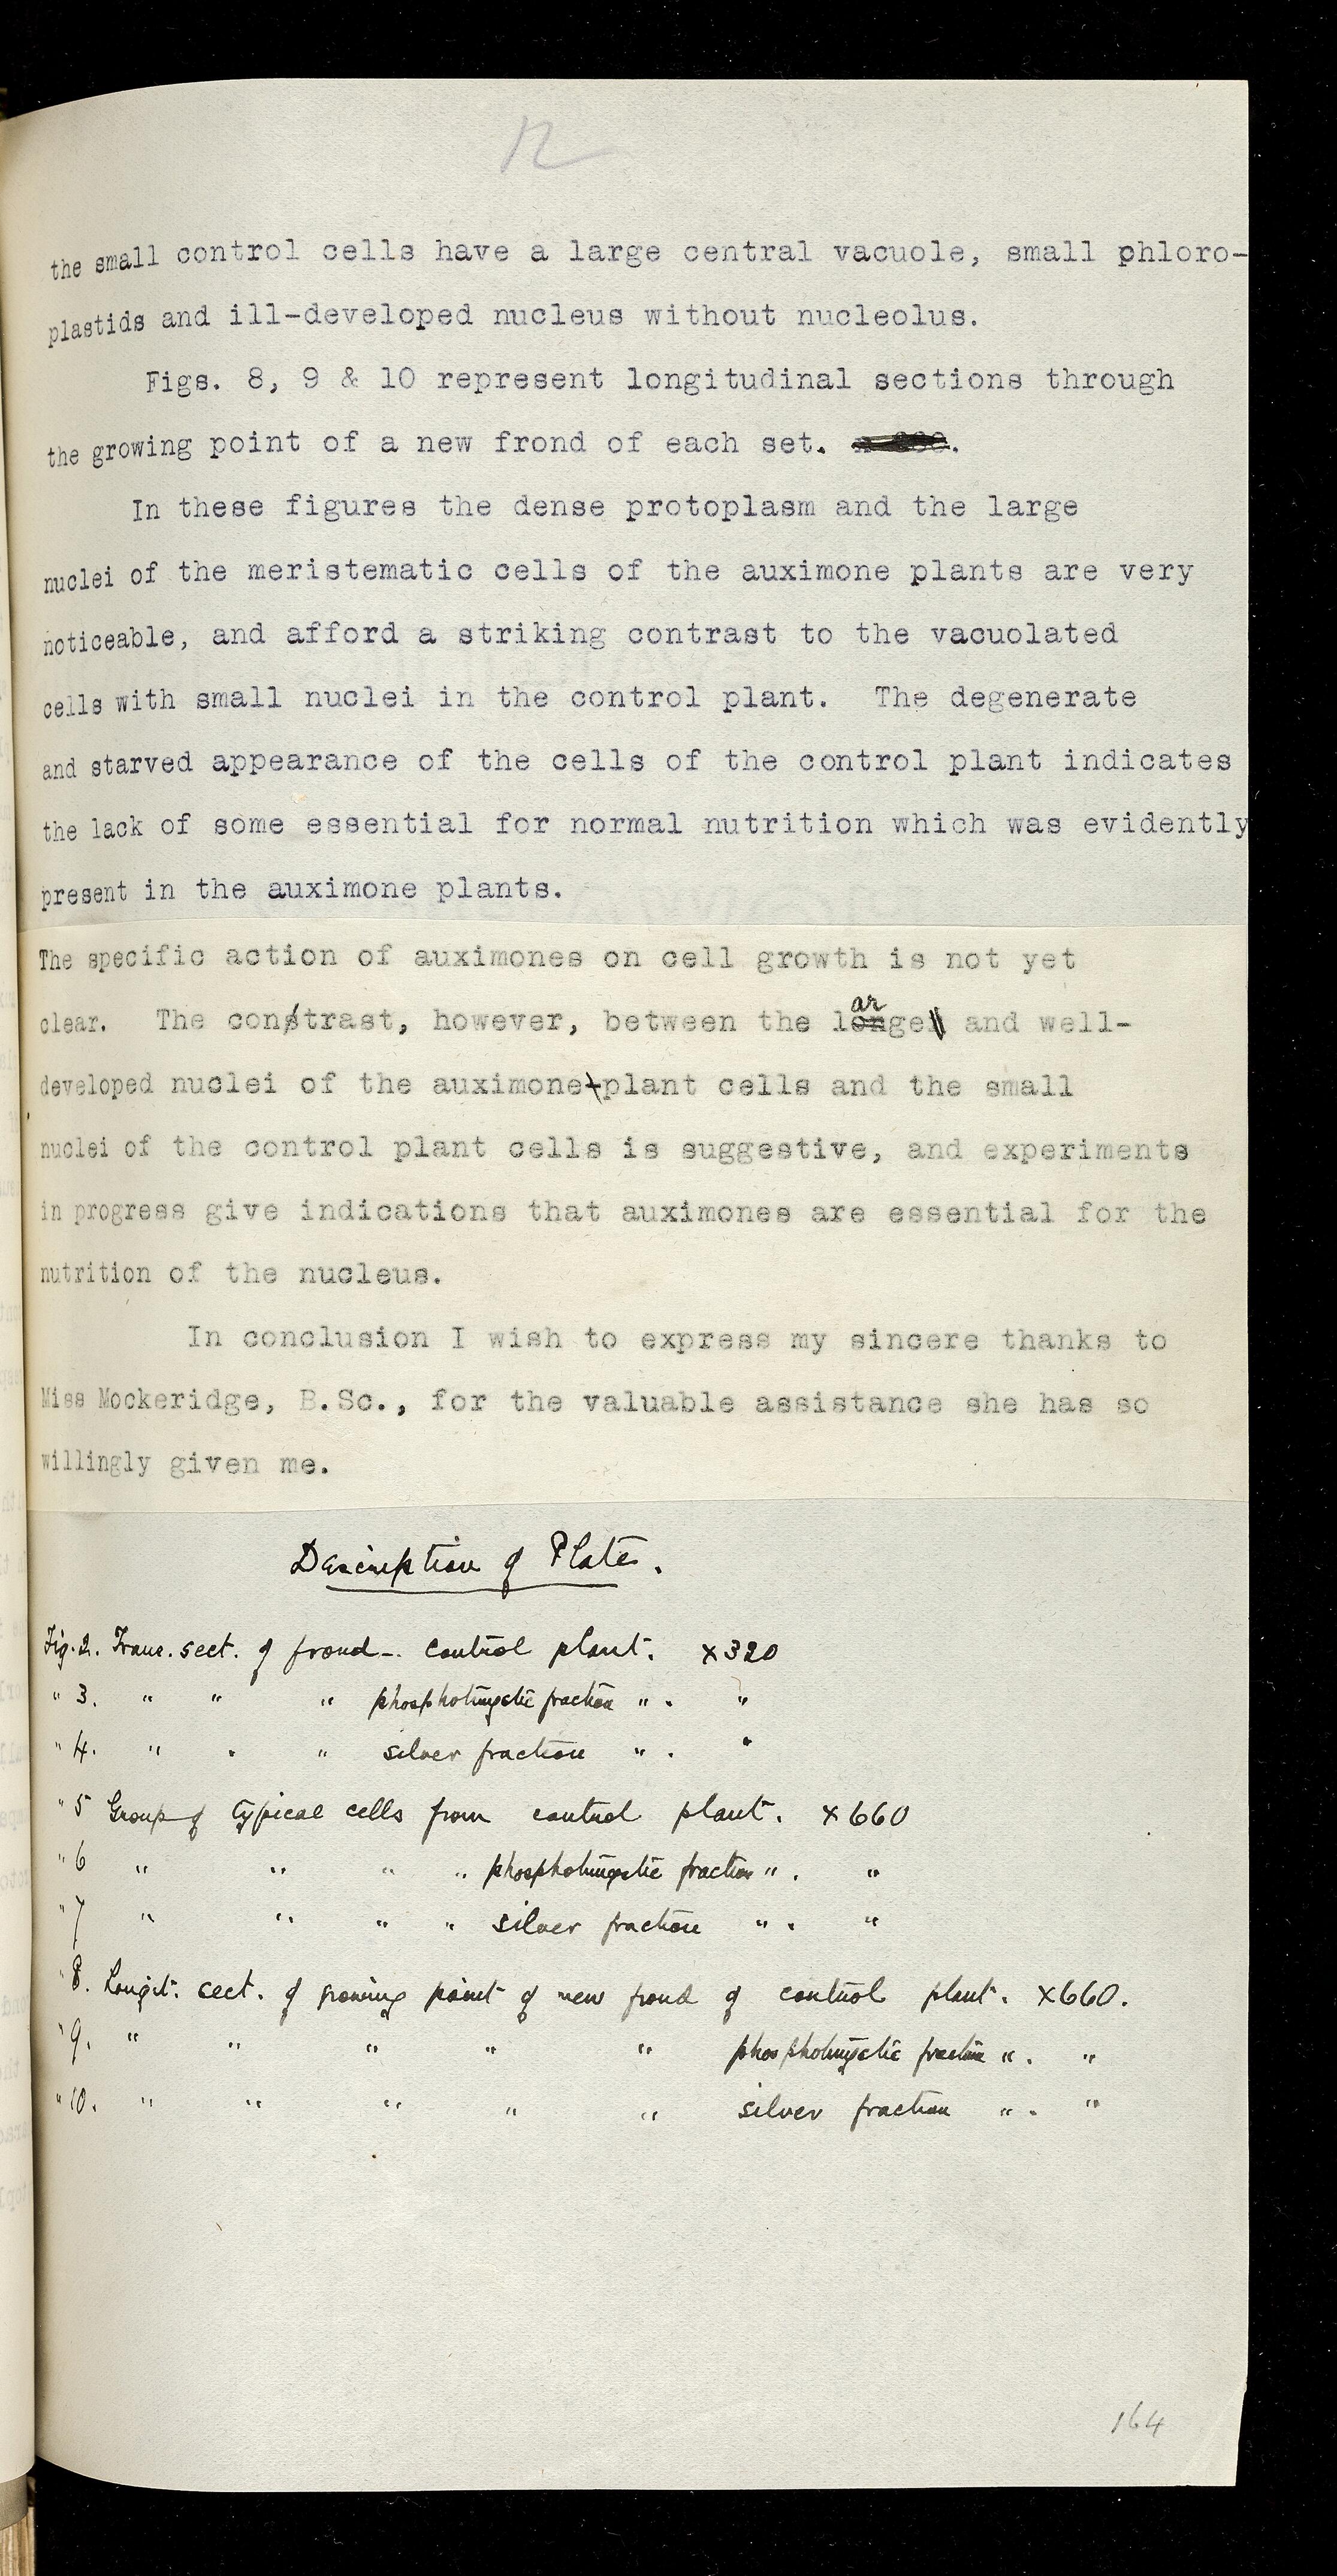 12
the small control cells have a large central vacuole, small phloro-
plastids and ill-developed nucleus without nucleolus.
Figs. 8, 9 & 10 represent longitudinal sections through
the growing point of a new frond of each set.
In these figures the dense protoplasm and the large
nuclei of the meristematic cells of the auximone plants are very
noticeable, and afford a striking contrast to the vacuolated
cells with small nuclei in the control plant. The degenerate
and starved appearance of the cells of the control plant indicates
the lack of some essential for normal nutrition which was evidently
present in the auximone plants.
The specific action of auximones on cell growth is not yet
clear. The contrast, however, between the large and well-
developed nuclei of the auximone plant cells and the small
nuclei of the control plant cells is suggestive, and experiments
in progress give indications that auximones are essential for the
nutrition of the nucleus.
In conclusion I wish to express my sincere thanks to
Miss Mockeridge, B.Sc., for the valuable assistance she has so
willingly given me.
Description of Plates.
Fig. 2. Trans. sect. of frond -. control plant. x320
" 3. " " " phosphotungstic fraction " . "
" 4. " " " silver fraction " . "
" 5 Group of typical cells from control plant. x660
" 6 " " " " phosphotungstic fraction " . "
" 7 " " " " silver fraction " . "
" 8. Longit. sect. of growing point of new frond of control plant. x660.
" 9. " " " " " phosphotungstic fraction " . "
" 10. " " " " " silver fraction " . "
164